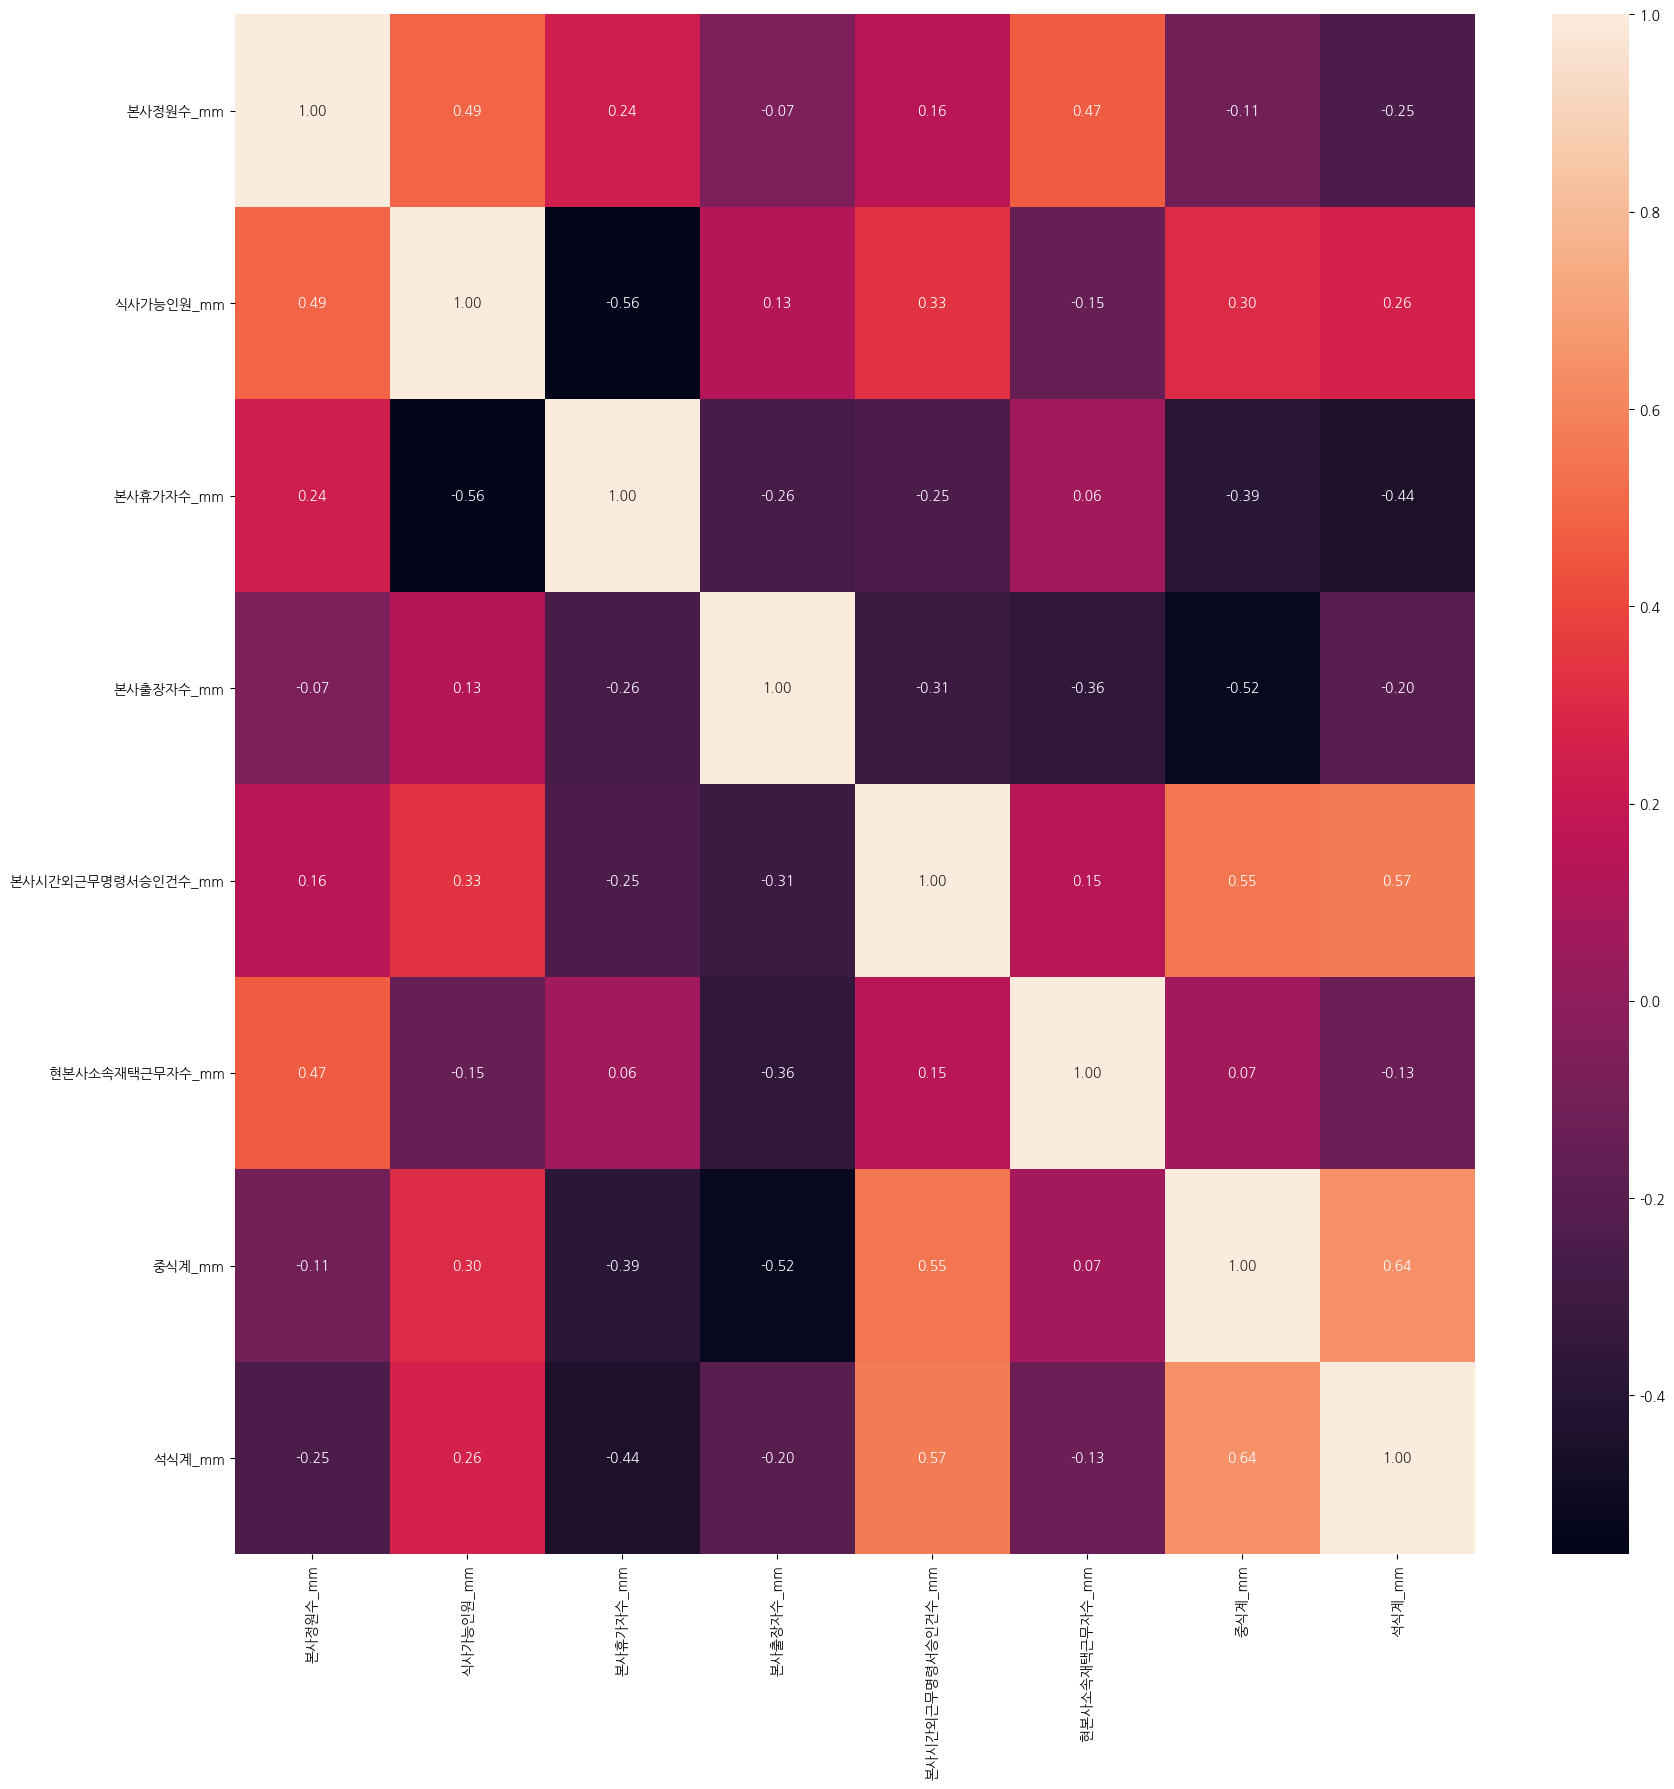 본사정원수_mm 1.00 0.49 0.24 -0.07 0.16 0.47 -0.11 -0.25
식사가능인원_mm 0.49 1.00 -0.56 0.13 0.33 -0.15 0.30 0.26
본사휴가자수_mm 0.24 -0.56 1.00 -0.26 -0.25 0.06 -0.39 -0.44
본사출장자수_mm -0.07 0.13 -0.26 1.00 -0.31 -0.36 -0.52 -0.20
본사시간외근무명령서승인건수_mm 0.16 0.33 -0.25 -0.31 1.00 0.15 0.55 0.57
현본사소속재택근무자수_mm 0.47 -0.15 0.06 -0.36 0.15 1.00 0.07 -0.13
중식계_mm -0.11 0.30 -0.39 -0.52 0.55 0.07 1.00 0.64
석식계_mm -0.25 0.26 -0.44 -0.20 0.57 -0.13 0.64 1.00
본사정원수_mm
식사가능인원_mm
본사휴가자수_mm
본사출장자수_mm
본사시간외근무명령서승인건수_mm
현본사소속재택근무자수_mm
중식계_mm
석식계_mm
1.0
0.8
0.6
0.4
0.2
0.0
-0.2
-0.4